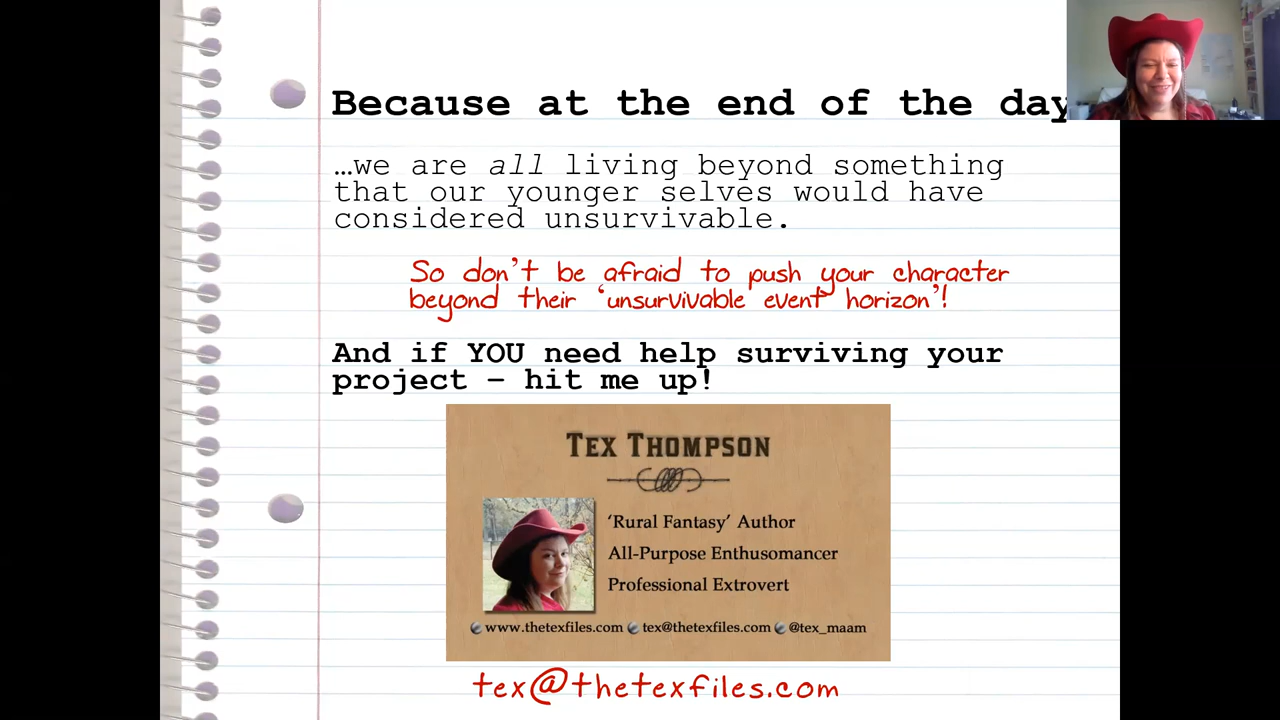 Because at the end of the day
…we are all living beyond something
that our younger selves would have
considered unsurvivable.
So don't be afraid to push your character
beyond their 'unsurvivable event horizon'!
And if YOU need help surviving your
project – hit me up!
TEX THOMPSON
'Rural Fantasy' Author
All-Purpose Enthusomancer
Professional Extrovert
www.thetexfiles.com tex@thetexfiles.com @tex_maam
tex@thetexfiles.com